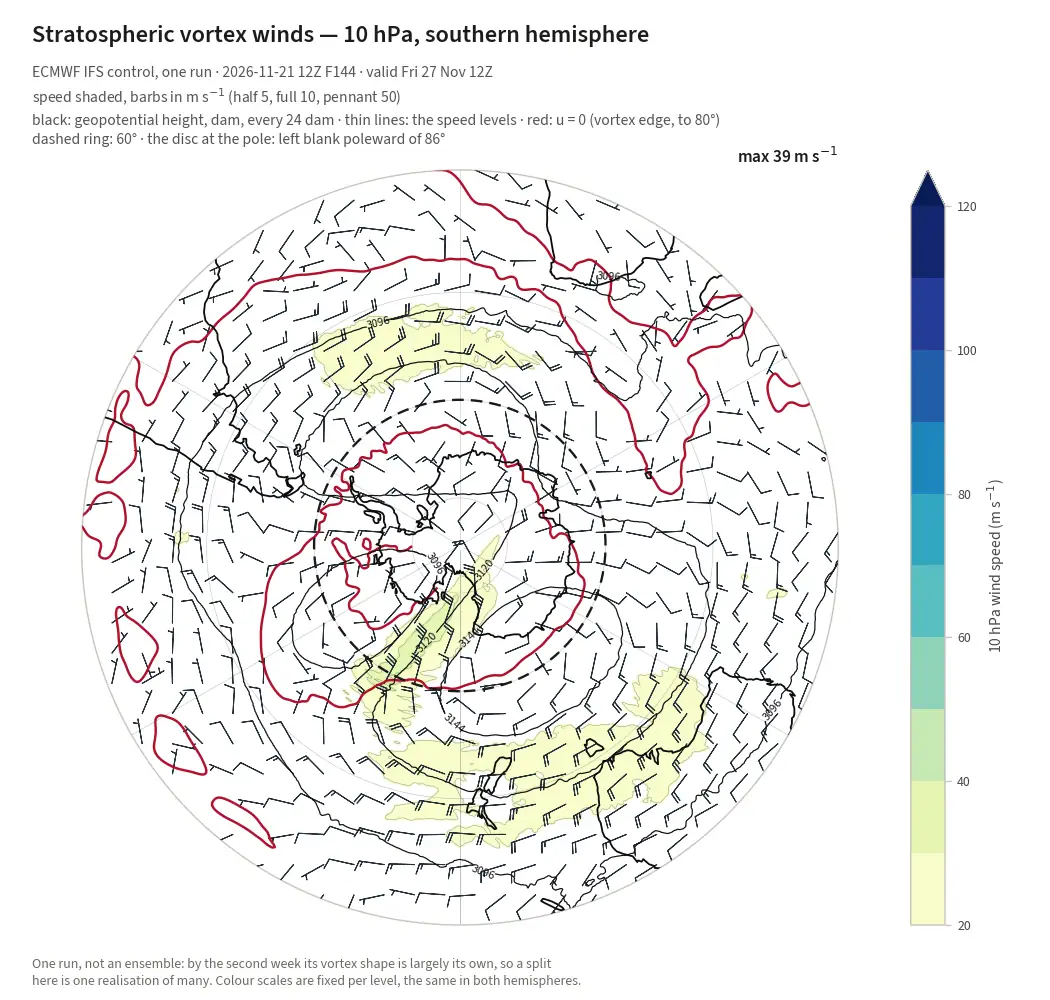 Stratospheric vortex winds — 10 hPa, southern hemisphere
ECMWF IFS control, one run · 2026-11-21 12Z F144 · valid Fri 27 Nov 12Z
speed shaded, barbs in m s⁻¹ (half 5, full 10, pennant 50)
black: geopotential height, dam, every 24 dam · thin lines: the speed levels · red: u = 0 (vortex edge, to 80°)
dashed ring: 60° · the disc at the pole: left blank poleward of 86°
max 39 m s⁻¹
120
100
80
60
40
20
10 hPa wind speed (m s⁻¹)
3096
3096
3096
3120
3120
3144
3144
3096
3096
One run, not an ensemble: by the second week its vortex shape is largely its own, so a split
here is one realisation of many. Colour scales are fixed per level, the same in both hemispheres.